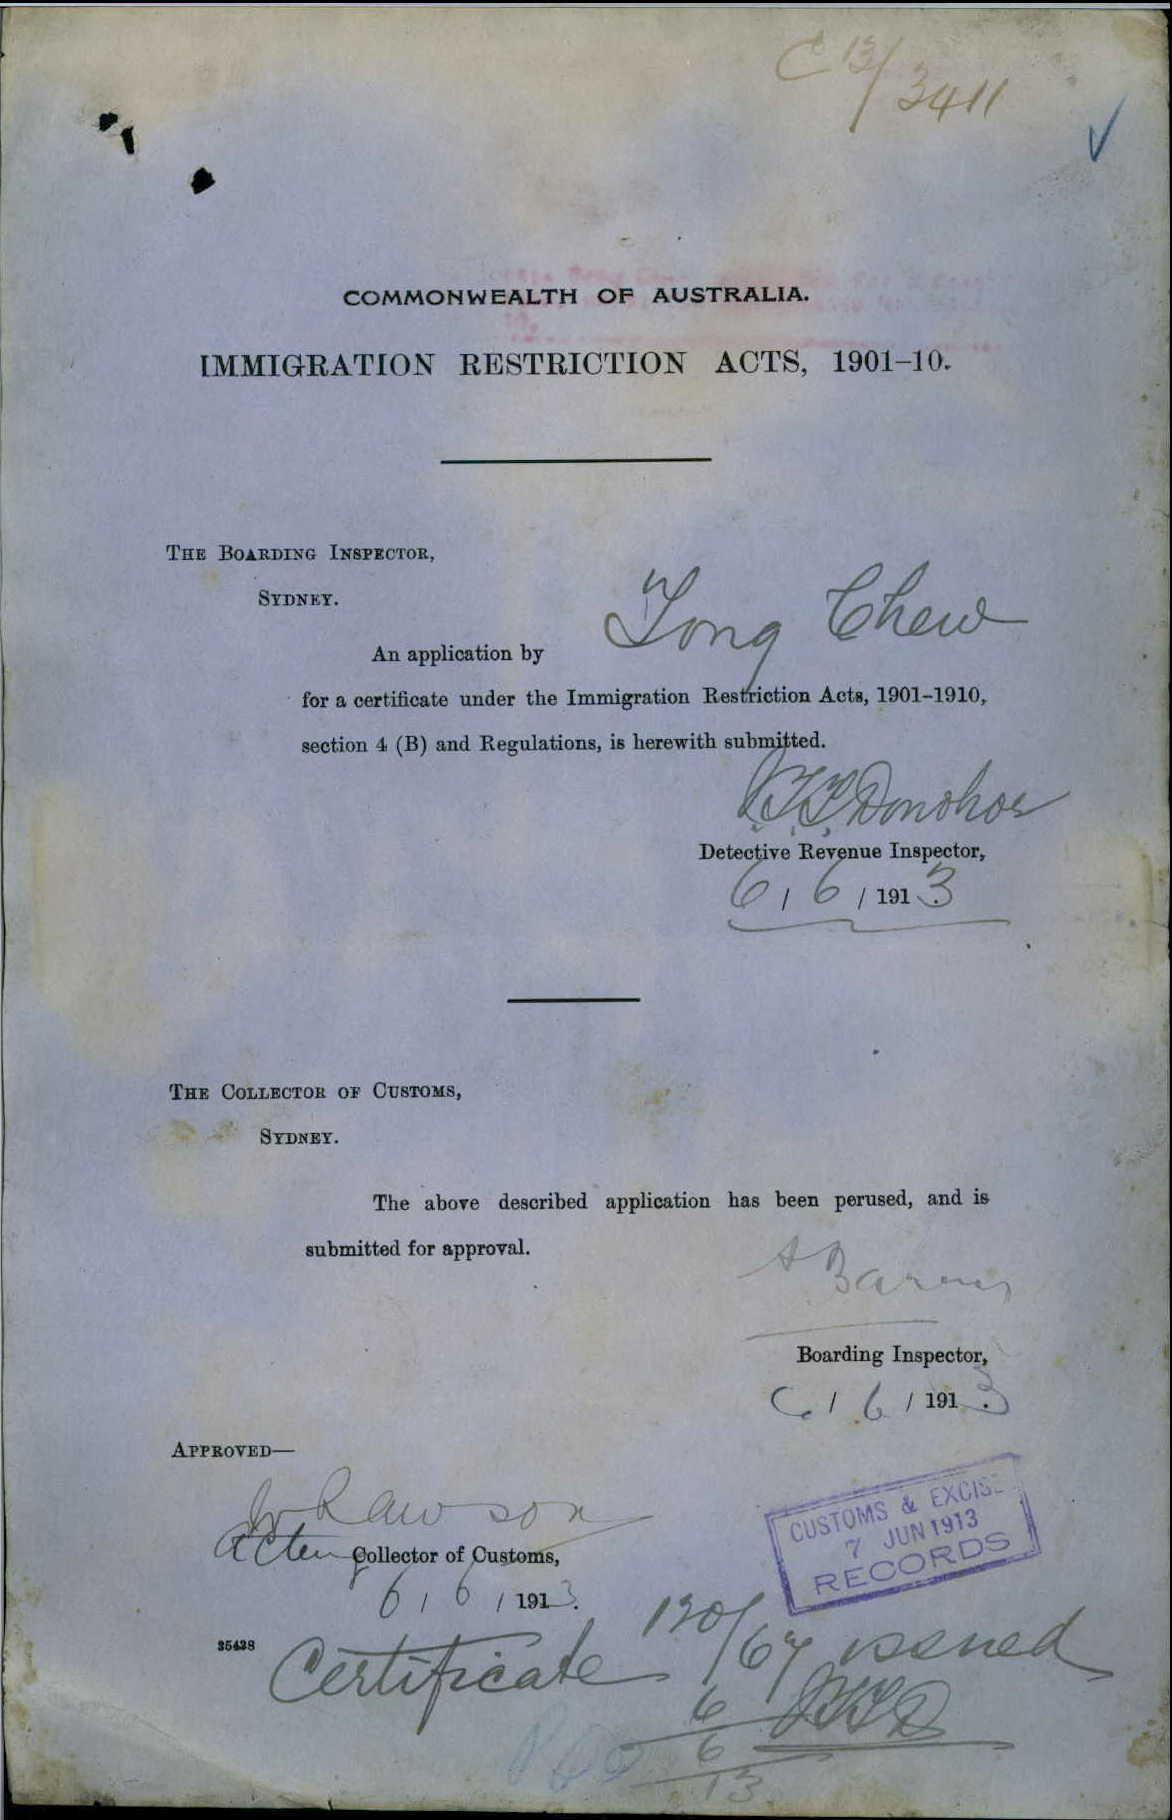 C 13/3411
COMMONWEALTH OF AUSTRALIA.
IMMIGRATION RESTRICTION ACTS, 1901-10.
THE BOARDING INSPECTOR,
SYDNEY.
An application by Tong Chew
for a certificate under the Immigration Restriction Acts, 1901-1910,
section 4 (B) and Regulations, is herewith submitted.
Donohoe
Detective Revenue Inspector,
6 / 6 / 1913.
THE COLLECTOR OF CUSTOMS,
SYDNEY.
The above described application has been perused, and is
submitted for approval.
Barnes
Boarding Inspector,
6 / 6 / 1913.
APPROVED—
Acting Collector of Customs,
6 / 6 / 1913.
CUSTOMS & EXCISE
7 JUN 1913
RECORDS
35438
Certificate 120/67 issued
6
6
13